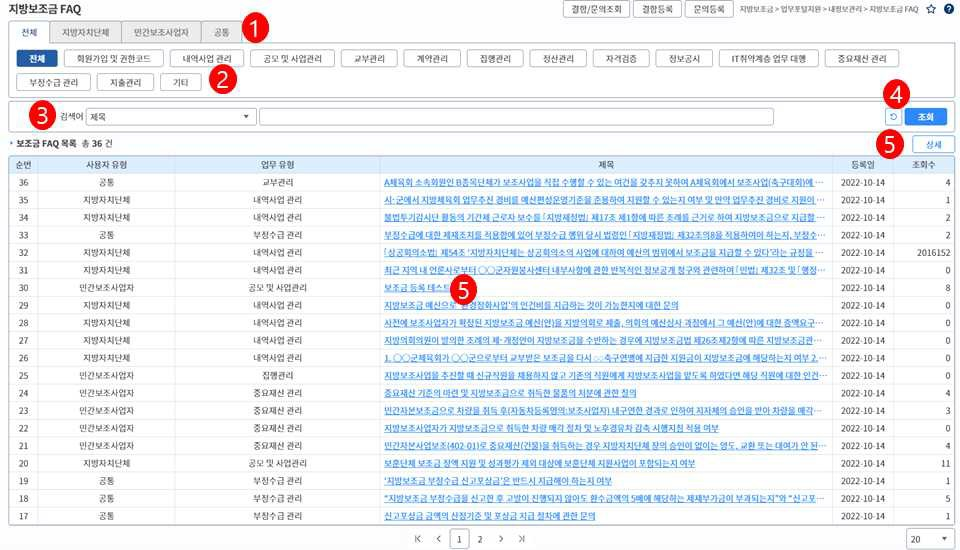 지방보조금 FAQ
결함/문의조회 결함등록 문의등록 지방보조금 > 업무포털지원 > 내정보관리 > 지방보조금 FAQ
전체 지방자치단체 민간보조사업자 공통 1
전체 회원가입 및 권한코드 내역사업 관리 공모 및 사업관리 교부관리 계약관리 집행관리 정산관리 자격검증 정보공시 IT취약계층 업무 대행 중요재산 관리
부정수급 관리 지출관리 기타 2
3 검색어 제목 4 조회
보조금 FAQ 목록 총 36 건 5 상세
순번 사용자 유형 업무 유형 제목 등록일 조회수
36 공통 교부관리 A체육회 소속회원인 B종목단체가 보조사업을 직접 수행할 수 있는 여건을 갖추지 못하여 A체육회에서 보조사업(축구대회)에 … 2022-10-14 4
35 지방자치단체 내역사업 관리 시·군에서 지방체육회 업무추진 경비를 예산편성운영기준을 준용하여 지원할 수 있는지 여부 및 만약 업무추진 경비로 지원이 … 2022-10-14 1
34 지방자치단체 내역사업 관리 불법투기감시단 활동의 기간제 근로자 보수를 「지방재정법」 제17조 제1항에 따른 조례를 근거로 하여 지방보조금으로 지급할 … 2022-10-14 2
33 공통 부정수급 관리 지방보조금에 대한 제재조치를 적용함에 있어 부정수급 행위 당시 법령인 「지방재정법」 제32조의8을 적용하여야 하는지, 부정수… 2022-10-14 2
32 지방자치단체 내역사업 관리 「상공회의소법」 제54조 ‘지방자치단체는 상공회의소의 사업에 대하여 예산의 범위에서 보조금을 지급할 수 있다’라는 규정을 … 2022-10-14 2016152
31 지방자치단체 내역사업 관리 최근 지역 내 언론사로부터 ○○군자원봉사센터 내부사항에 관한 반복적인 정보공개 청구와 관련하여 「민법」 제32조 및 「행정… 2022-10-14 0
30 민간보조사업자 공모 및 사업관리 보조금 등록 테스트 5 2022-10-14 8
29 지방자치단체 내역사업 관리 지방보조금 예산으로 ‘환경정화사업’의 인건비를 지급하는 것이 가능한지에 대한 문의 2022-10-14 0
28 지방자치단체 내역사업 관리 사전에 보조사업자가 확정된 지방보조금 예산(안)을 지방의회로 제출, 의회의 예산심사 과정에서 그 예산(안)에 대한 증액요구… 2022-10-14 0
27 지방자치단체 내역사업 관리 지방의회의원이 발의한 조례의 제·개정안이 지방보조금을 수반하는 경우에 지방보조금법 제26조제2항에 따른 지방보조금관… 2022-10-14 0
26 지방자치단체 내역사업 관리 1. ○○군체육회가 ○○군으로부터 교부받은 보조금을 다시 ○○축구연맹에 지급한 지원금이 지방보조금에 해당하는지 여부 2.… 2022-10-14 0
25 민간보조사업자 집행관리 지방보조사업을 추진할 때 신규직원을 채용하지 않고 기존의 직원에게 지방보조사업을 맡도록 하였다면 해당 직원에 대한 인건… 2022-10-14 0
24 민간보조사업자 중요재산 관리 중요재산 기준의 마련 및 지방보조금으로 취득한 물품의 처분에 관한 질의 2022-10-14 4
23 민간보조사업자 중요재산 관리 민간자본보조금으로 차량을 취득 후(자동차등록명의:보조사업자) 내구연한 경과로 인하여 지자체의 승인을 받아 차량을 매각… 2022-10-14 3
22 민간보조사업자 중요재산 관리 지방보조사업자가 지방보조금으로 취득한 차량 매각 절차 및 노후경유차 감축 시행지침 적용 여부 2022-10-14 0
21 민간보조사업자 중요재산 관리 민간자본사업보조(402-01)로 중요재산(건물)을 취득하는 경우 지방자치단체 장의 승인이 없이는 양도, 교환 또는 대여가 안 된… 2022-10-14 4
20 지방자치단체 공모 및 사업관리 보훈단체 보조금 정액 지원 및 성과평가 제외 대상에 보훈단체 지원사업이 포함되는지 여부 2022-10-14 11
19 공통 부정수급 관리 ‘지방보조금 부정수급 신고포상금’은 반드시 지급해야 하는지 여부 2022-10-14 1
18 공통 부정수급 관리 “지방보조금 부정수급을 신고한 후 고발이 진행되지 않아도 환수금액의 5배에 해당하는 제재부가금이 부과되는지”와 “신고포… 2022-10-14 5
17 공통 부정수급 관리 신고포상금 금액의 산정기준 및 포상금 지급 절차에 관한 문의 2022-10-14 1
1 2 20